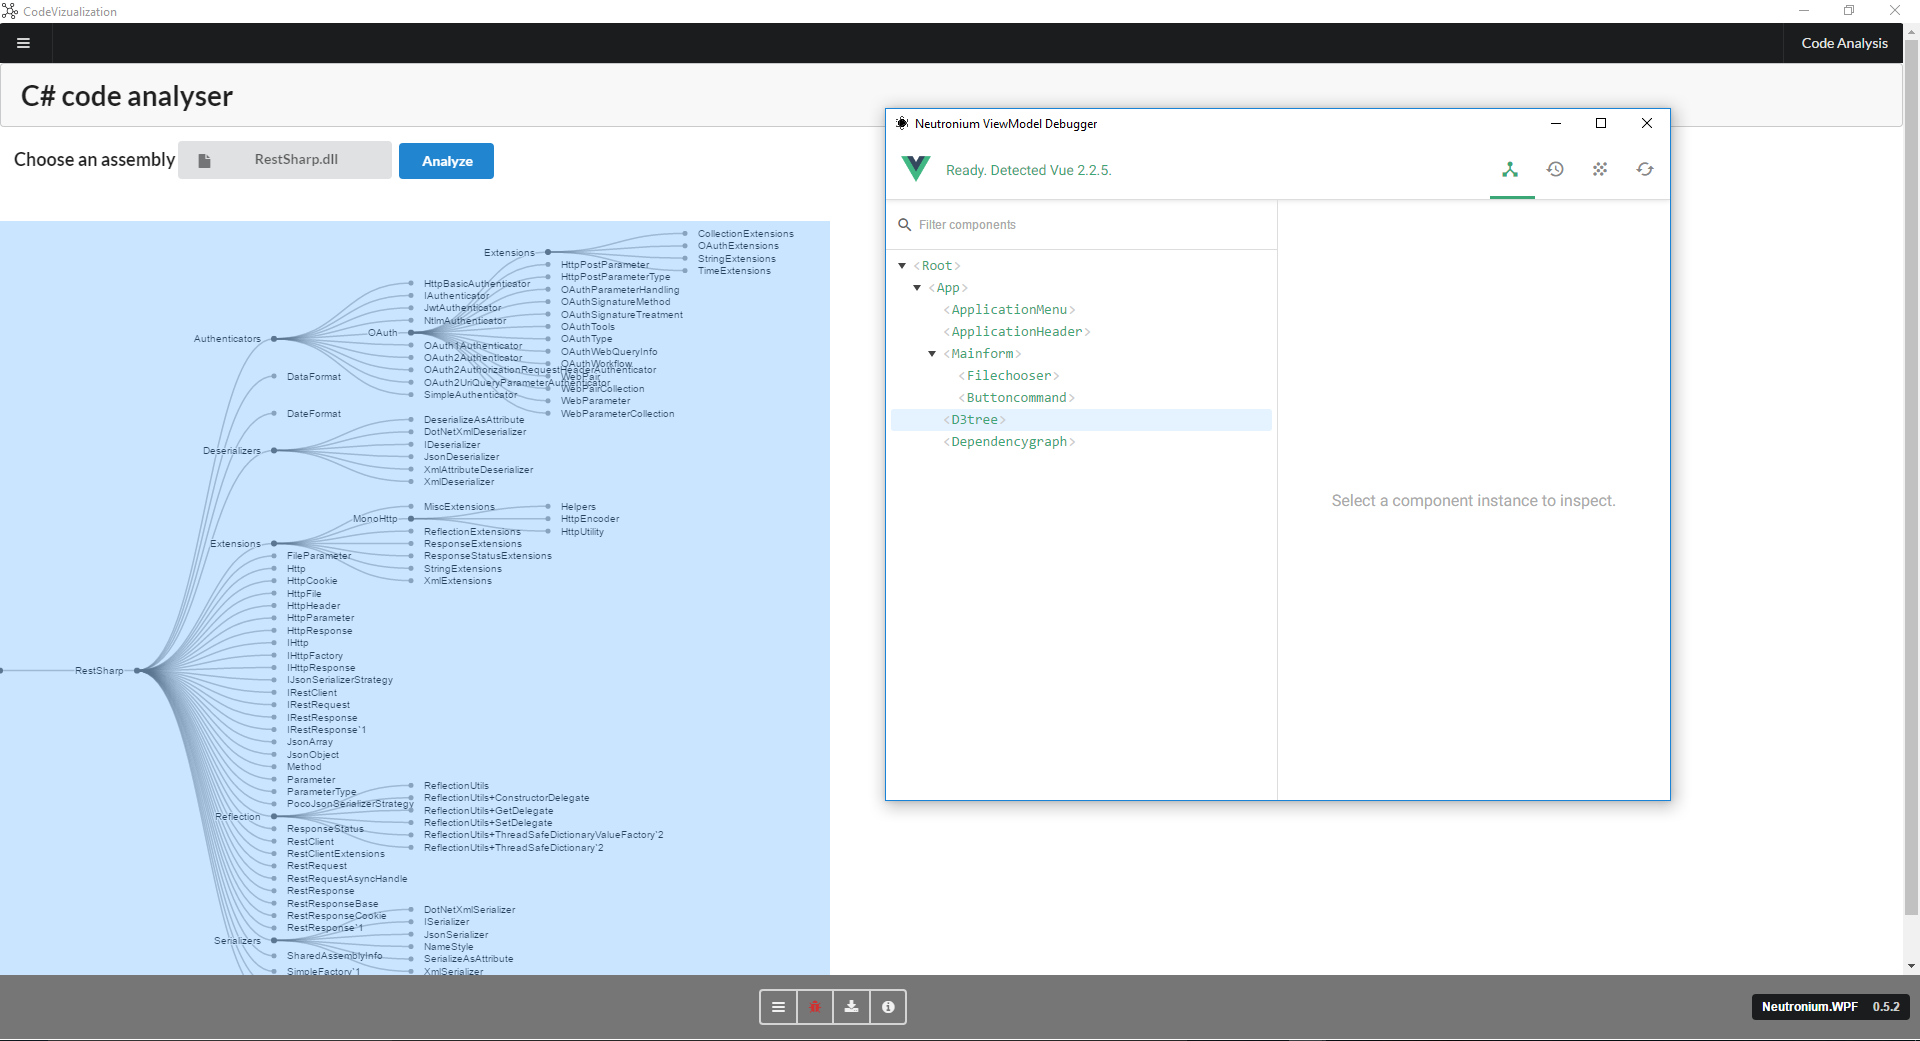 CodeVizualization
Code Analysis
C# code analyser
Choose an assembly
RestSharp.dll
Analyze
CollectionExtensions
OAuthExtensions
StringExtensions
TimeExtensions
Extensions
HttpPostParameter
HttpPostParameterType
OAuthParameterHandling
OAuthSignatureMethod
OAuthSignatureTreatment
OAuthTools
OAuthType
OAuthWebQueryInfo
OAuthWorkflow
WebPair
WebPairCollection
WebParameter
WebParameterCollection
HttpBasicAuthenticator
IAuthenticator
JwtAuthenticator
NtlmAuthenticator
OAuth
OAuth1Authenticator
OAuth2Authenticator
OAuth2AuthorizationRequestHeaderAuthenticator
OAuth2UriQueryParameterAuthenticator
SimpleAuthenticator
Authenticators
DataFormat
DateFormat
DeserializeAsAttribute
DotNetXmlDeserializer
IDeserializer
JsonDeserializer
XmlAttributeDeserializer
XmlDeserializer
Deserializers
MiscExtensions
MonoHttp
Helpers
HttpEncoder
HttpUtility
ReflectionExtensions
ResponseExtensions
ResponseStatusExtensions
StringExtensions
XmlExtensions
Extensions
FileParameter
Http
HttpCookie
HttpFile
HttpHeader
HttpParameter
HttpResponse
IHttp
IHttpFactory
IHttpResponse
IJsonSerializerStrategy
IRestClient
IRestRequest
IRestResponse
IRestResponse`1
JsonArray
JsonObject
Method
Parameter
ParameterType
PocoJsonSerializerStrategy
RestSharp
Reflection
ReflectionUtils
ReflectionUtils+ConstructorDelegate
ReflectionUtils+GetDelegate
ReflectionUtils+SetDelegate
ReflectionUtils+ThreadSafeDictionaryValueFactory`2
ReflectionUtils+ThreadSafeDictionary`2
ResponseStatus
RestClient
RestClientExtensions
RestRequest
RestRequestAsyncHandle
RestResponse
RestResponseBase
RestResponseCookie
RestResponse`1
Serializers
DotNetXmlSerializer
ISerializer
JsonSerializer
NameStyle
SerializeAsAttribute
XmlSerializer
SharedAssemblyInfo
SimpleFactory`1
Neutronium ViewModel Debugger
Ready. Detected Vue 2.2.5.
Filter components
<Root>
<App>
<ApplicationMenu>
<ApplicationHeader>
<Mainform>
<Filechooser>
<Buttoncommand>
<D3tree>
<Dependencygraph>
Select a component instance to inspect.
Neutronium.WPF 0.5.2